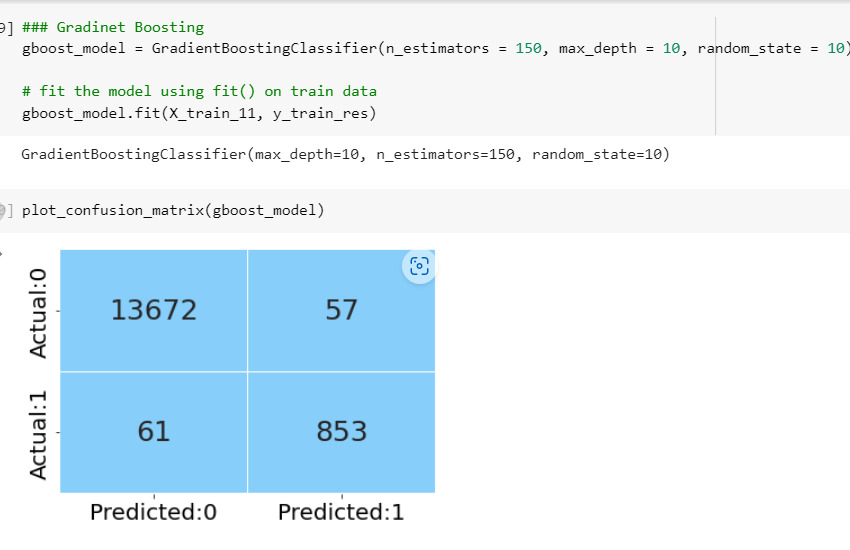 9] ### Gradinet Boosting
gboost_model = GradientBoostingClassifier(n_estimators = 150, max_depth = 10, random_state = 10)
# fit the model using fit() on train data
gboost_model.fit(X_train_11, y_train_res)
GradientBoostingClassifier(max_depth=10, n_estimators=150, random_state=10)
] plot_confusion_matrix(gboost_model)
Actual:0
13672 57
Actual:1
61 853
Predicted:0 Predicted:1